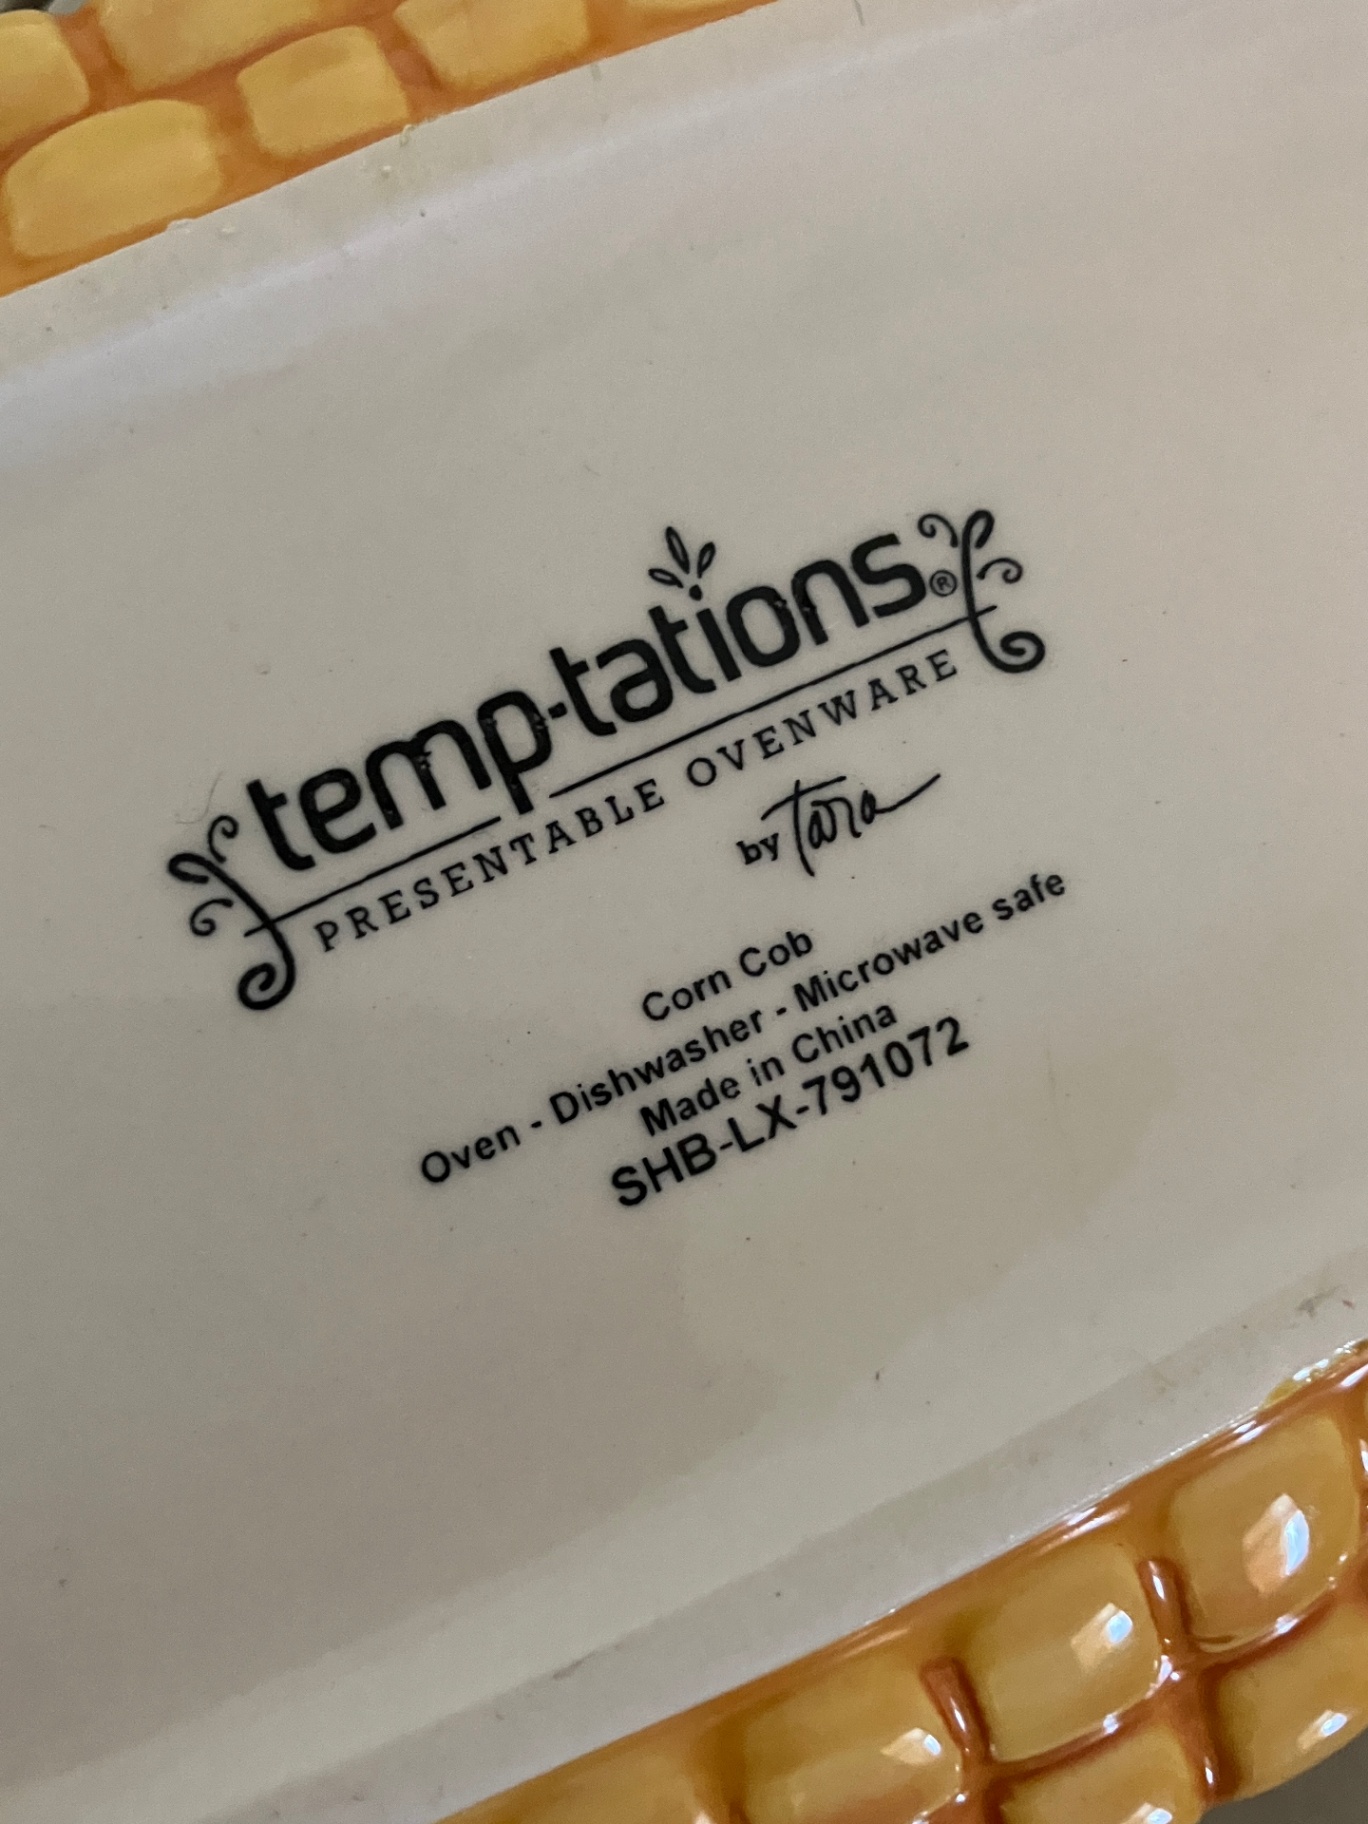 temp-tations®
PRESENTABLE OVENWARE
by Tara
Corn Cob
Oven - Dishwasher - Microwave safe
Made in China
SHB-LX-791072